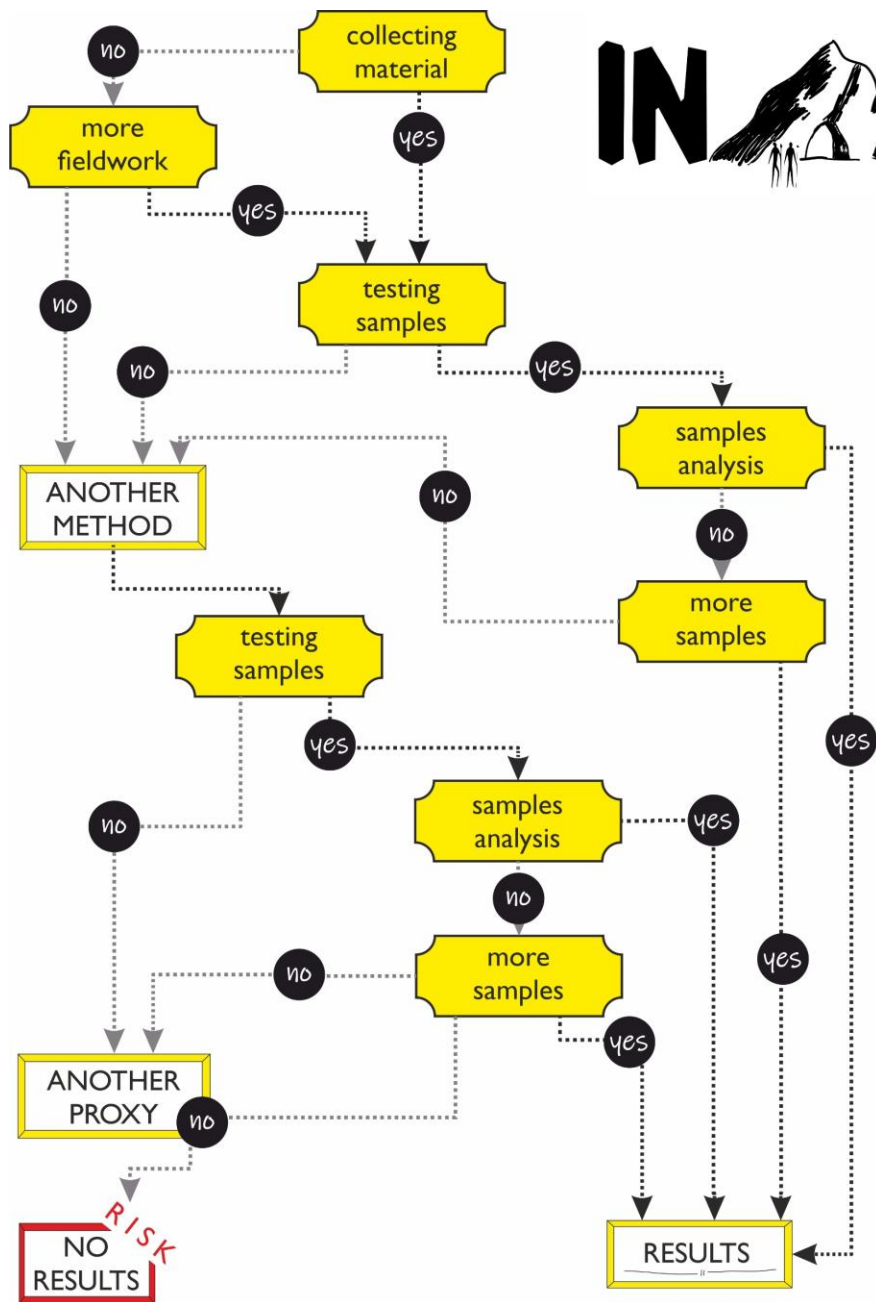 collecting
material
no
IN
more
fieldwork
yes
yes
testing
samples
no
no
yes
samples
analysis
ANOTHER
METHOD
no
no
more
samples
testing
samples
yes
yes
samples
analysis
yes
no
no
more
samples
no
yes
yes
ANOTHER
PROXY
no
RISK
NO
RESULTS
RESULTS